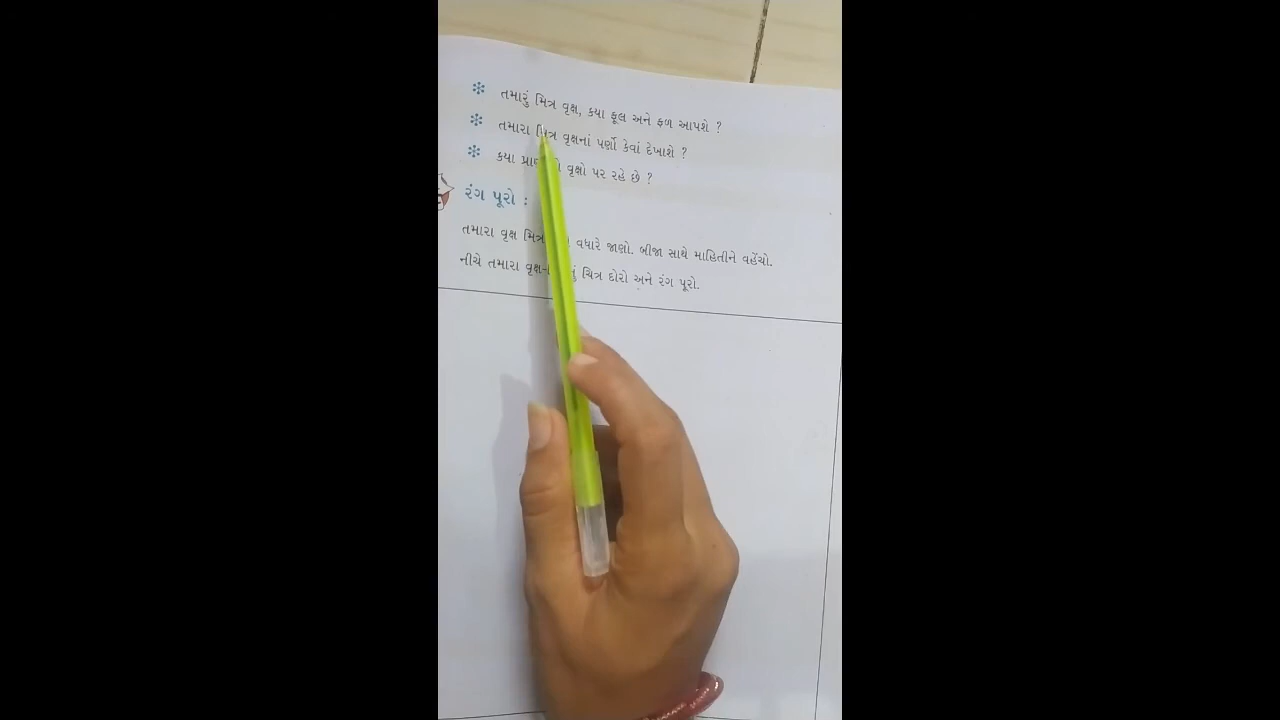 તમારું મિત્ર વૃક્ષ, કયા ફૂલ અને ફળ આપશે ?
તમારા મિત્ર વૃક્ષનાં પર્ણો કેવાં દેખાશે ?
કયા વૃક્ષો પર રહે છે ?
રંગ પૂરો :
તમારા વૃક્ષ મિત્ર વધારે જાણો. બીજા સાથે માહિતીને વહેંચો.
નીચે તમારા વૃક્ષ ચિત્ર દોરો અને રંગ પૂરો.